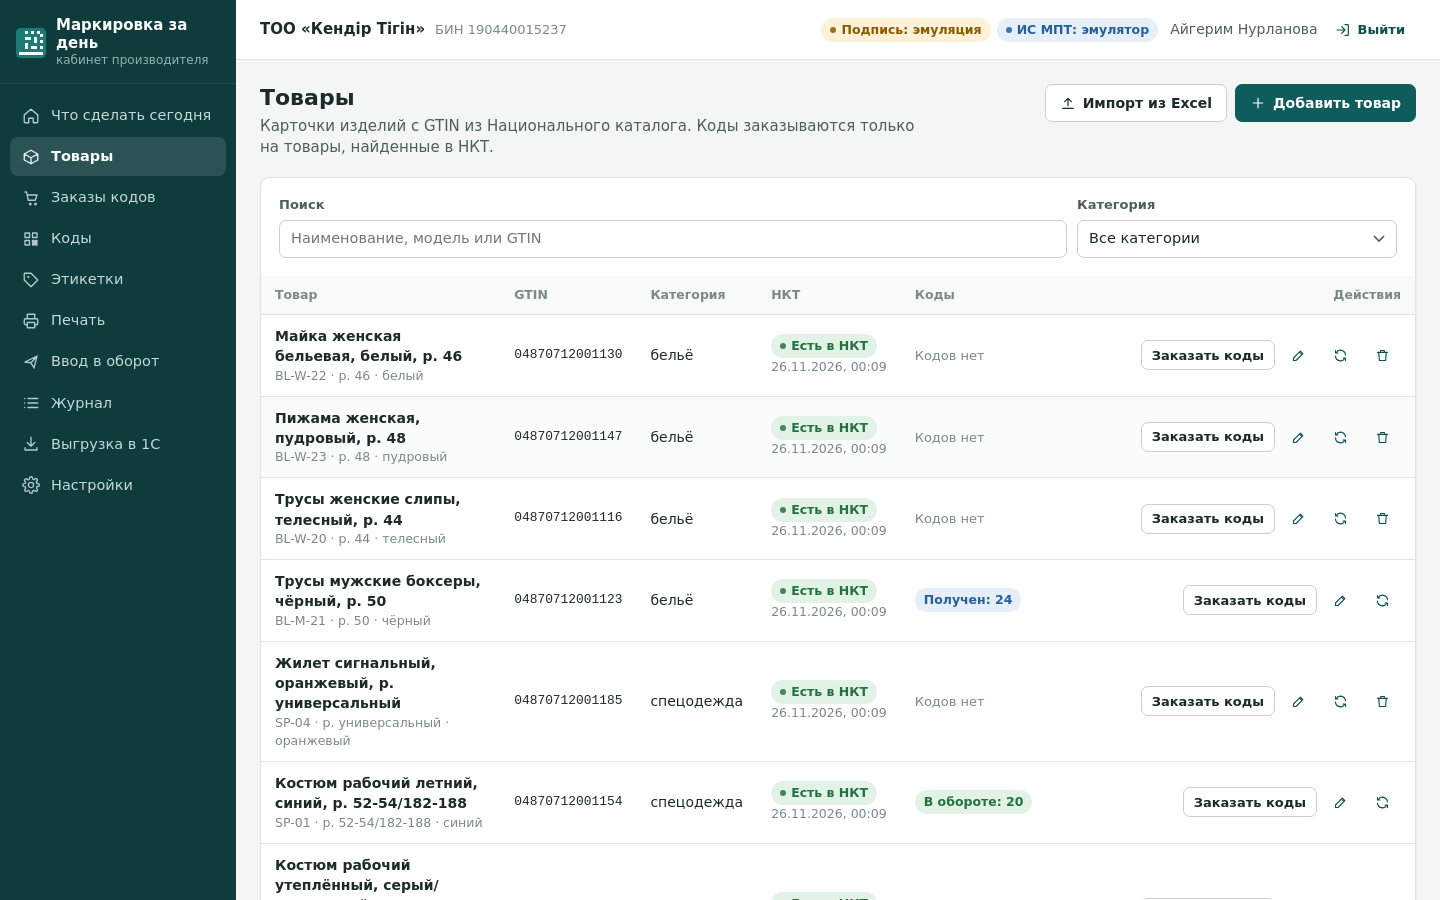 Маркировка за
день
кабинет производителя
Что сделать сегодня
Товары
Заказы кодов
Коды
Этикетки
Печать
Ввод в оборот
Журнал
Выгрузка в 1С
Настройки
ТОО «Кендір Тігін» БИН 190440015237
Подпись: эмуляция ИС МПТ: эмулятор Айгерим Нурланова Выйти
Товары
Карточки изделий с GTIN из Национального каталога. Коды заказываются только
на товары, найденные в НКТ.
Импорт из Excel Добавить товар
Поиск Категория
Наименование, модель или GTIN Все категории
Товар GTIN Категория НКТ Коды Действия
Майка женская
бельевая, белый, р. 46
BL-W-22 · р. 46 · белый
04870712001130 бельё
Есть в НКТ
26.11.2026, 00:09
Кодов нет Заказать коды
Пижама женская,
пудровый, р. 48
BL-W-23 · р. 48 · пудровый
04870712001147 бельё
Есть в НКТ
26.11.2026, 00:09
Кодов нет Заказать коды
Трусы женские слипы,
телесный, р. 44
BL-W-20 · р. 44 · телесный
04870712001116 бельё
Есть в НКТ
26.11.2026, 00:09
Кодов нет Заказать коды
Трусы мужские боксеры,
чёрный, р. 50
BL-M-21 · р. 50 · чёрный
04870712001123 бельё
Есть в НКТ
26.11.2026, 00:09
Получен: 24 Заказать коды
Жилет сигнальный,
оранжевый, р.
универсальный
SP-04 · р. универсальный ·
оранжевый
04870712001185 спецодежда
Есть в НКТ
26.11.2026, 00:09
Кодов нет Заказать коды
Костюм рабочий летний,
синий, р. 52-54/182-188
SP-01 · р. 52-54/182-188 · синий
04870712001154 спецодежда
Есть в НКТ
26.11.2026, 00:09
В обороте: 20 Заказать коды
Костюм рабочий
утеплённый, серый/